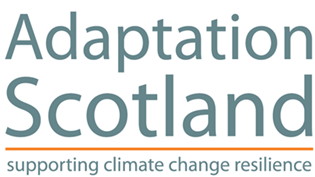 Adaptation
Scotland
supporting climate change resilience